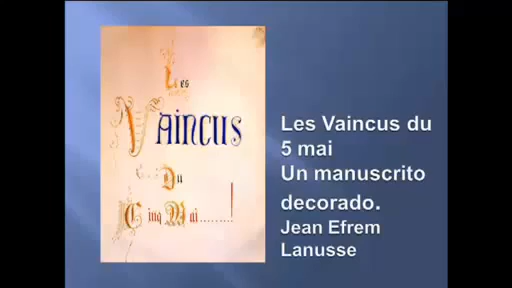 Les
VAINCUS
Du
Cinq Mai........!
Les Vaincus du
5 mai
Un manuscrito
decorado.
Jean Efrem
Lanusse